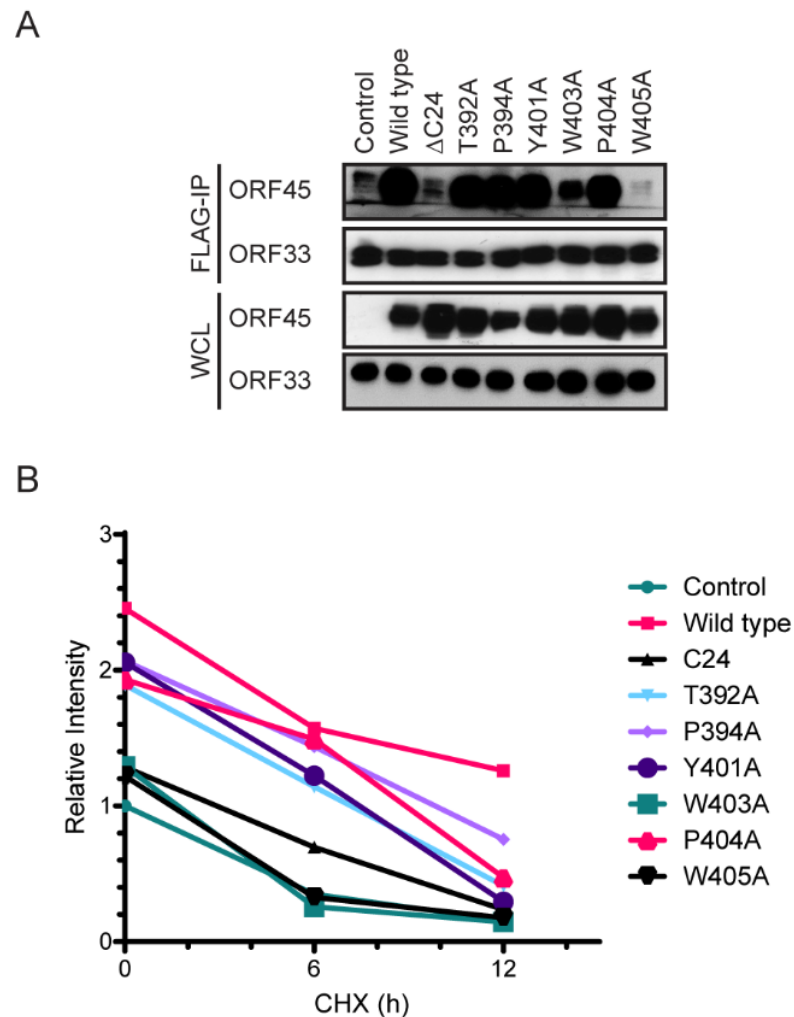 A
Control
Wild type
ΔC24
T392A
P394A
Y401A
W403A
P404A
W405A
FLAG-IP
ORF45
ORF33
WCL
ORF45
ORF33
B
3
2
1
0
Relative Intensity
0
6
12
CHX (h)
Control
Wild type
C24
T392A
P394A
Y401A
W403A
P404A
W405A